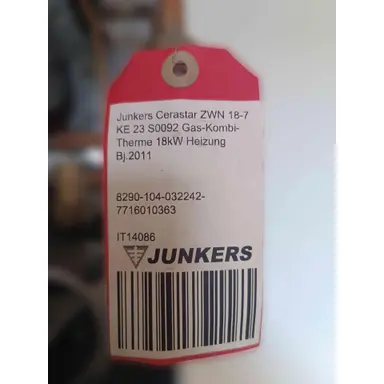 Junkers Cerastar ZWN 18-7
KE 23 S0092 Gas-Kombi-
Therme 18kW Heizung
Bj.2011
8290-104-032242-
7716010363
IT14086
JUNKERS